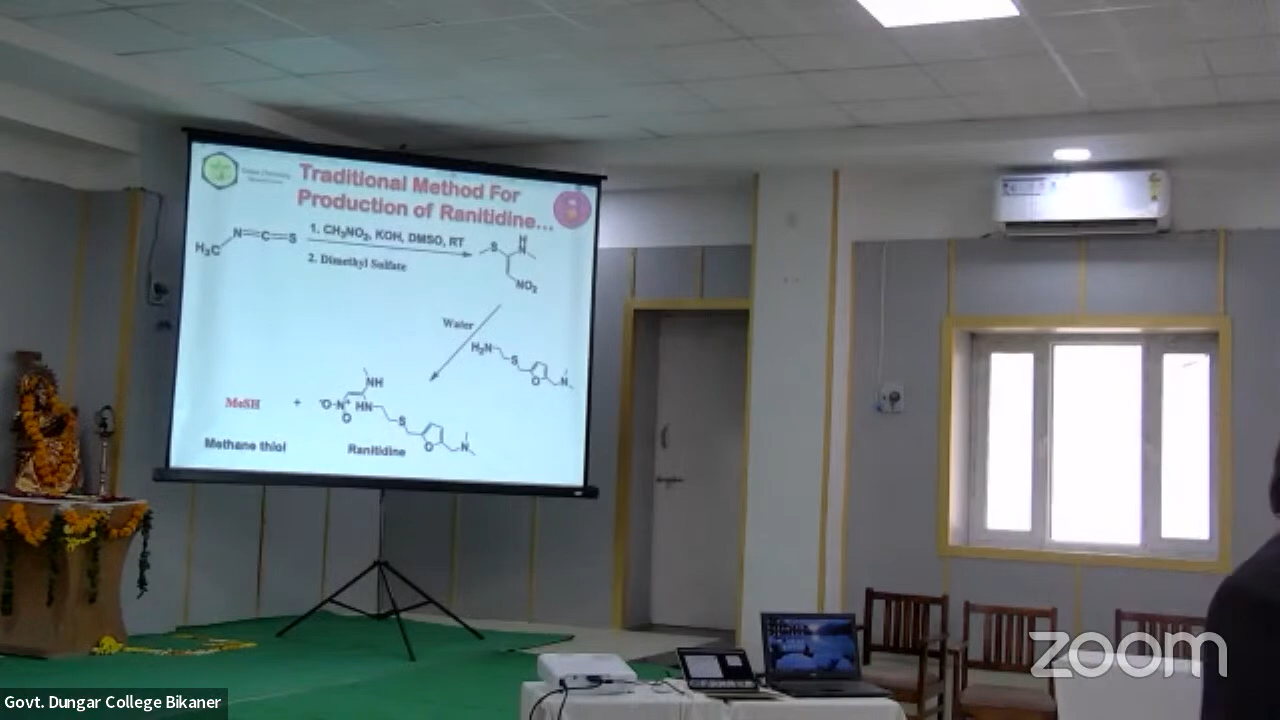 Traditional Method For
Production of Ranitidine...
H₃C N=C=S
1. CH₃NO₂, KOH, DMSO, RT
2. Dimethyl Sulfate
S H N
NO₂
Water
H₂N S O N
NH
MeSH + ⁻O-N⁺ HN
O S O N
Methane thiol Ranitidine
zoom
Govt. Dungar College Bikaner